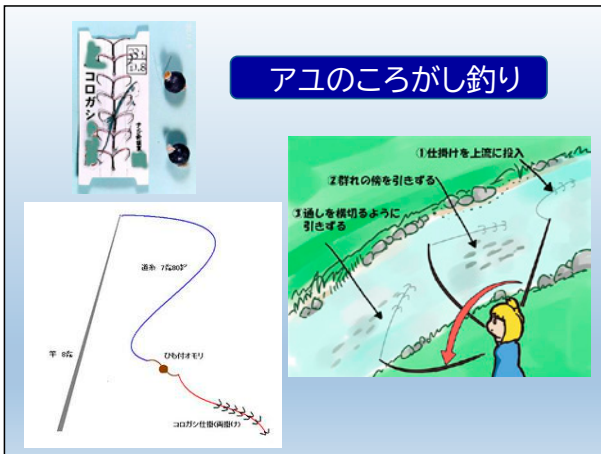 アユのころがし釣り
コロガシ
①仕掛けを上流に投入
②群れの傍を引きずる
③通しを横切るように
引きずる
竿 8㍍
ひも付オモリ
コロガシ仕掛(両掛け)